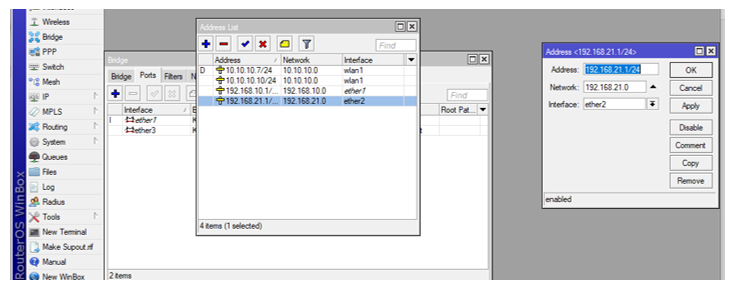 Wireless
Bridge
PPP
Switch
Mesh
IP
MPLS
Routing
System
Queues
Files
Log
Radius
Tools
New Terminal
Make Supout.rif
Manual
New WinBox
RouterOS WinBox
Bridge
Bridge Ports Filters N
Find
Interface
Root Pat...
I ether1
ether3
2 items
Address List
Find
Address Network Interface
D 10.10.10.7/24 10.10.10.0 wlan1
10.10.10.10/24 10.10.10.0 wlan1
192.168.10.1/... 192.168.10.0 ether1
192.168.21.1/... 192.168.21.0 ether2
4 items (1 selected)
Address <192.168.21.1/24>
Address: 192.168.21.1/24
Network: 192.168.21.0
Interface: ether2
OK
Cancel
Apply
Disable
Comment
Copy
Remove
enabled